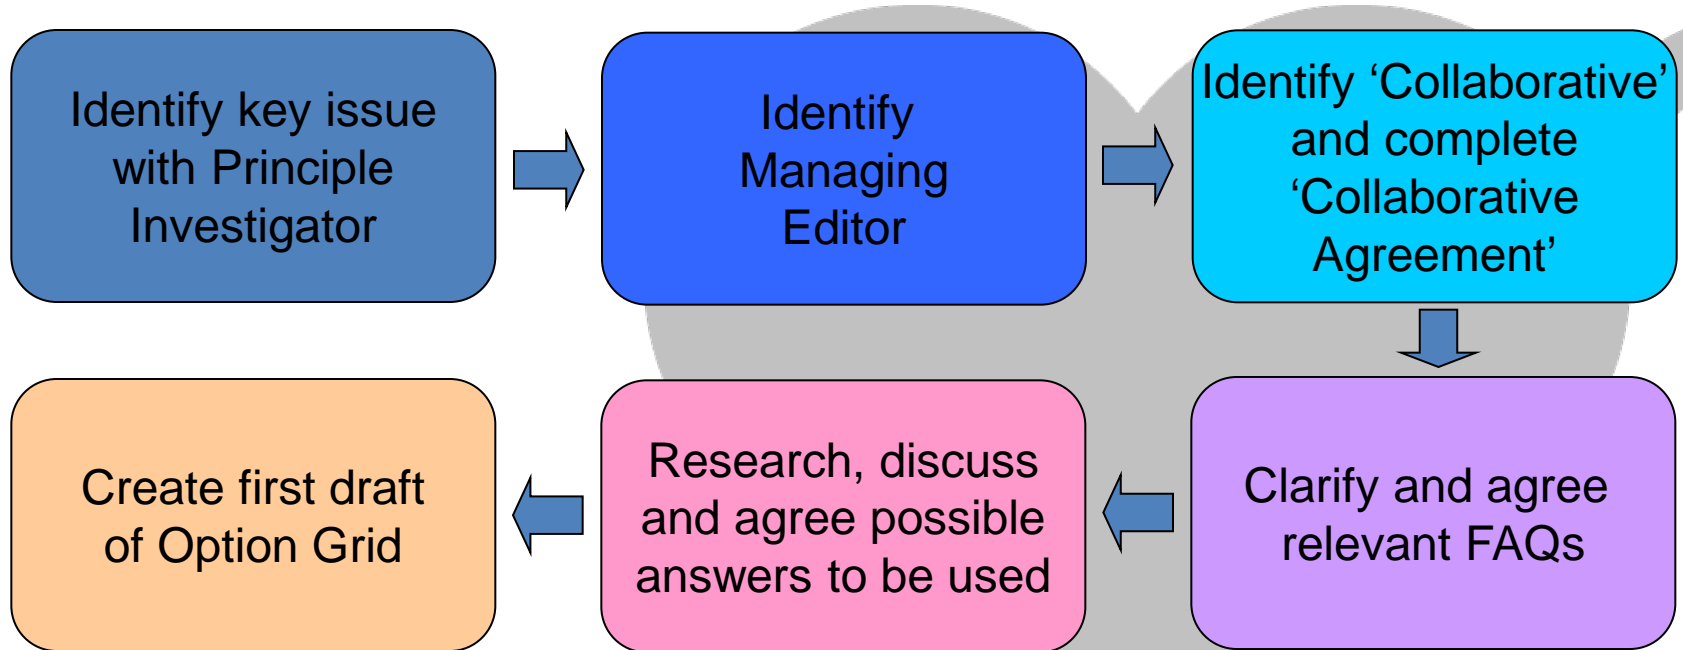 Identify key issue
with Principle
Investigator
Identify
Managing
Editor
Identify ‘Collaborative’
and complete
‘Collaborative
Agreement’
Clarify and agree
relevant FAQs
Research, discuss
and agree possible
answers to be used
Create first draft
of Option Grid